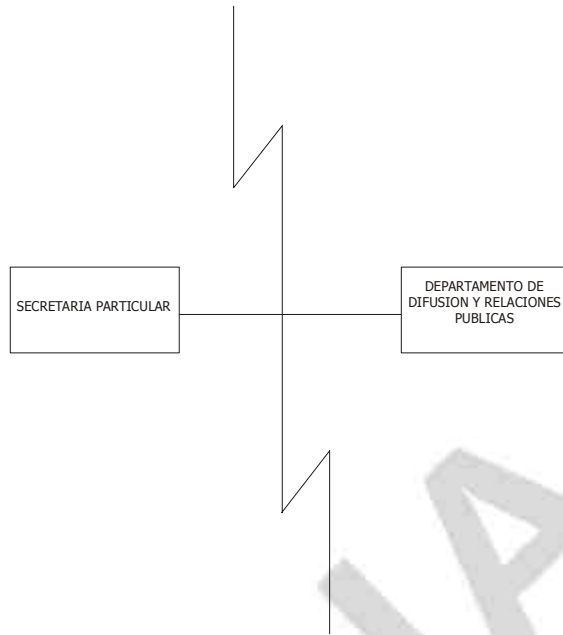 SECRETARIA PARTICULAR
DEPARTAMENTO DE
DIFUSION Y RELACIONES
PUBLICAS